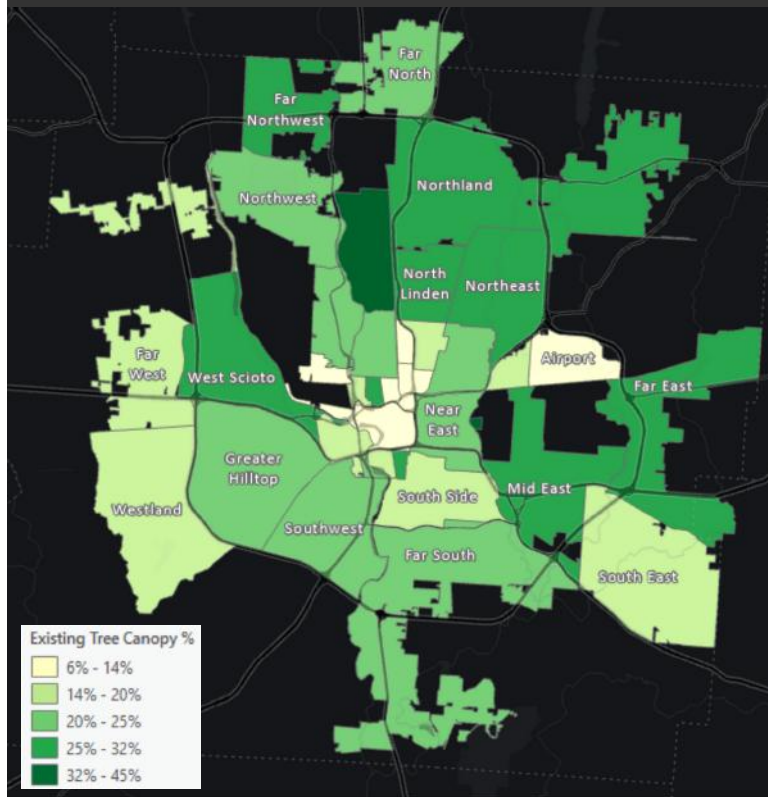 Far
North
Far
Northwest
Northwest
Northland
North
Linden
Northeast
Far
West
West Scioto
Airport
Far East
Near
East
Greater
Hilltop
Westland
South Side
Mid East
Southwest
Far South
South East
Existing Tree Canopy %
6% - 14%
14% - 20%
20% - 25%
25% - 32%
32% - 45%